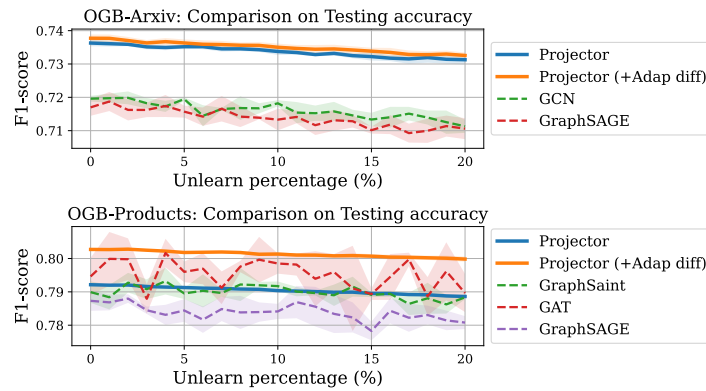 OGB-Arxiv: Comparison on Testing accuracy
0.74
0.73
0.72
0.71
F1-score
0
5
10
15
20
Unlearn percentage (%)
Projector
Projector (+Adap diff)
GCN
GraphSAGE
OGB-Products: Comparison on Testing accuracy
0.80
0.79
0.78
F1-score
0
5
10
15
20
Unlearn percentage (%)
Projector
Projector (+Adap diff)
GraphSaint
GAT
GraphSAGE